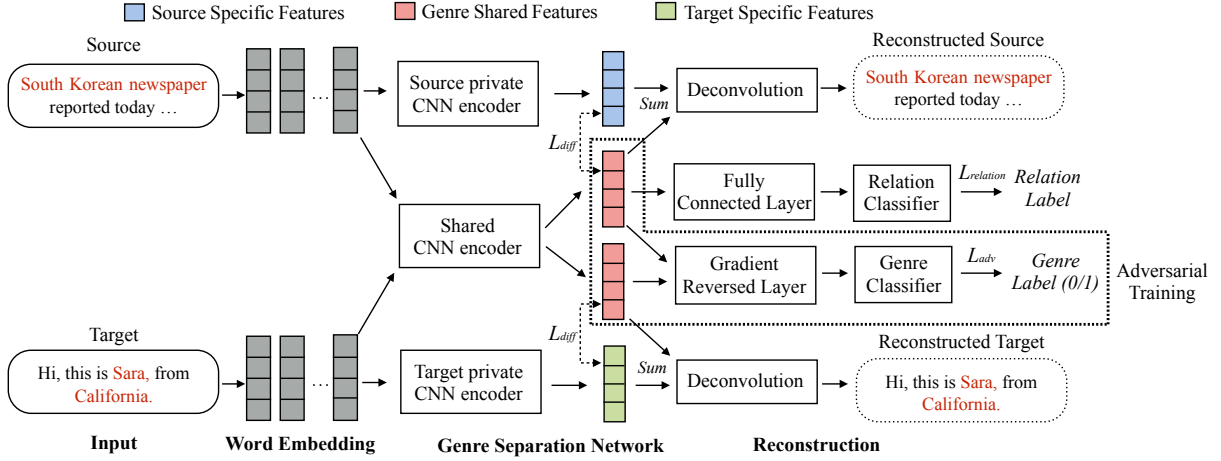 Source Specific Features
Genre Shared Features
Target Specific Features
Source
South Korean newspaper
reported today …
…
Source private
CNN encoder
Sum
Deconvolution
Reconstructed Source
South Korean newspaper
reported today …
L diff
Shared
CNN encoder
Fully
Connected Layer
Relation
Classifier
L relation
Relation
Label
Gradient
Reversed Layer
Genre
Classifier
L adv
Genre
Label (0/1)
Adversarial
Training
Target
Hi, this is Sara, from
California.
…
Target private
CNN encoder
L diff
Sum
Deconvolution
Reconstructed Target
Hi, this is Sara, from
California.
Input
Word Embedding
Genre Separation Network
Reconstruction